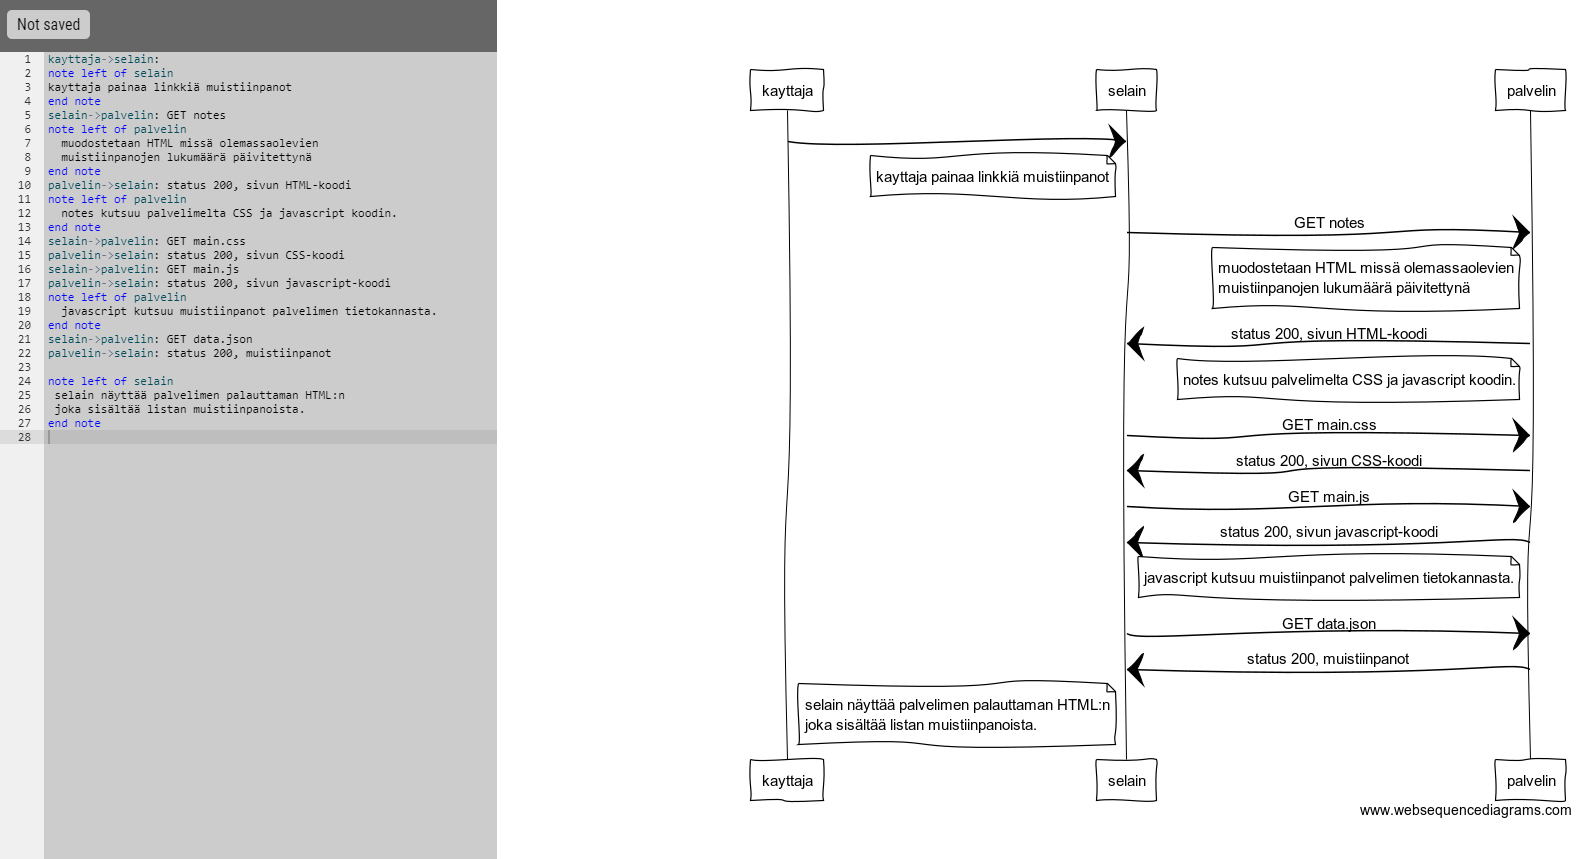 Not saved
1 kayttaja->selain:
2 note left of selain
3 kayttaja painaa linkkiä muistiinpanot
4 end note
5 selain->palvelin: GET notes
6 note left of palvelin
7 muodostetaan HTML missä olemassaolevien
8 muistiinpanojen lukumäärä päivitettynä
9 end note
10 palvelin->selain: status 200, sivun HTML-koodi
11 note left of palvelin
12 notes kutsuu palvelimelta CSS ja javascript koodin.
13 end note
14 selain->palvelin: GET main.css
15 palvelin->selain: status 200, sivun CSS-koodi
16 selain->palvelin: GET main.js
17 palvelin->selain: status 200, sivun javascript-koodi
18 note left of palvelin
19 javascript kutsuu muistiinpanot palvelimen tietokannasta.
20 end note
21 selain->palvelin: GET data.json
22 palvelin->selain: status 200, muistiinpanot
23
24 note left of selain
25 selain näyttää palvelimen palauttaman HTML:n
26 joka sisältää listan muistiinpanoista.
27 end note
28
kayttaja selain palvelin
kayttaja painaa linkkiä muistiinpanot
GET notes
muodostetaan HTML missä olemassaolevien
muistiinpanojen lukumäärä päivitettynä
status 200, sivun HTML-koodi
notes kutsuu palvelimelta CSS ja javascript koodin.
GET main.css
status 200, sivun CSS-koodi
GET main.js
status 200, sivun javascript-koodi
javascript kutsuu muistiinpanot palvelimen tietokannasta.
GET data.json
status 200, muistiinpanot
selain näyttää palvelimen palauttaman HTML:n
joka sisältää listan muistiinpanoista.
kayttaja selain palvelin
www.websequencediagrams.com